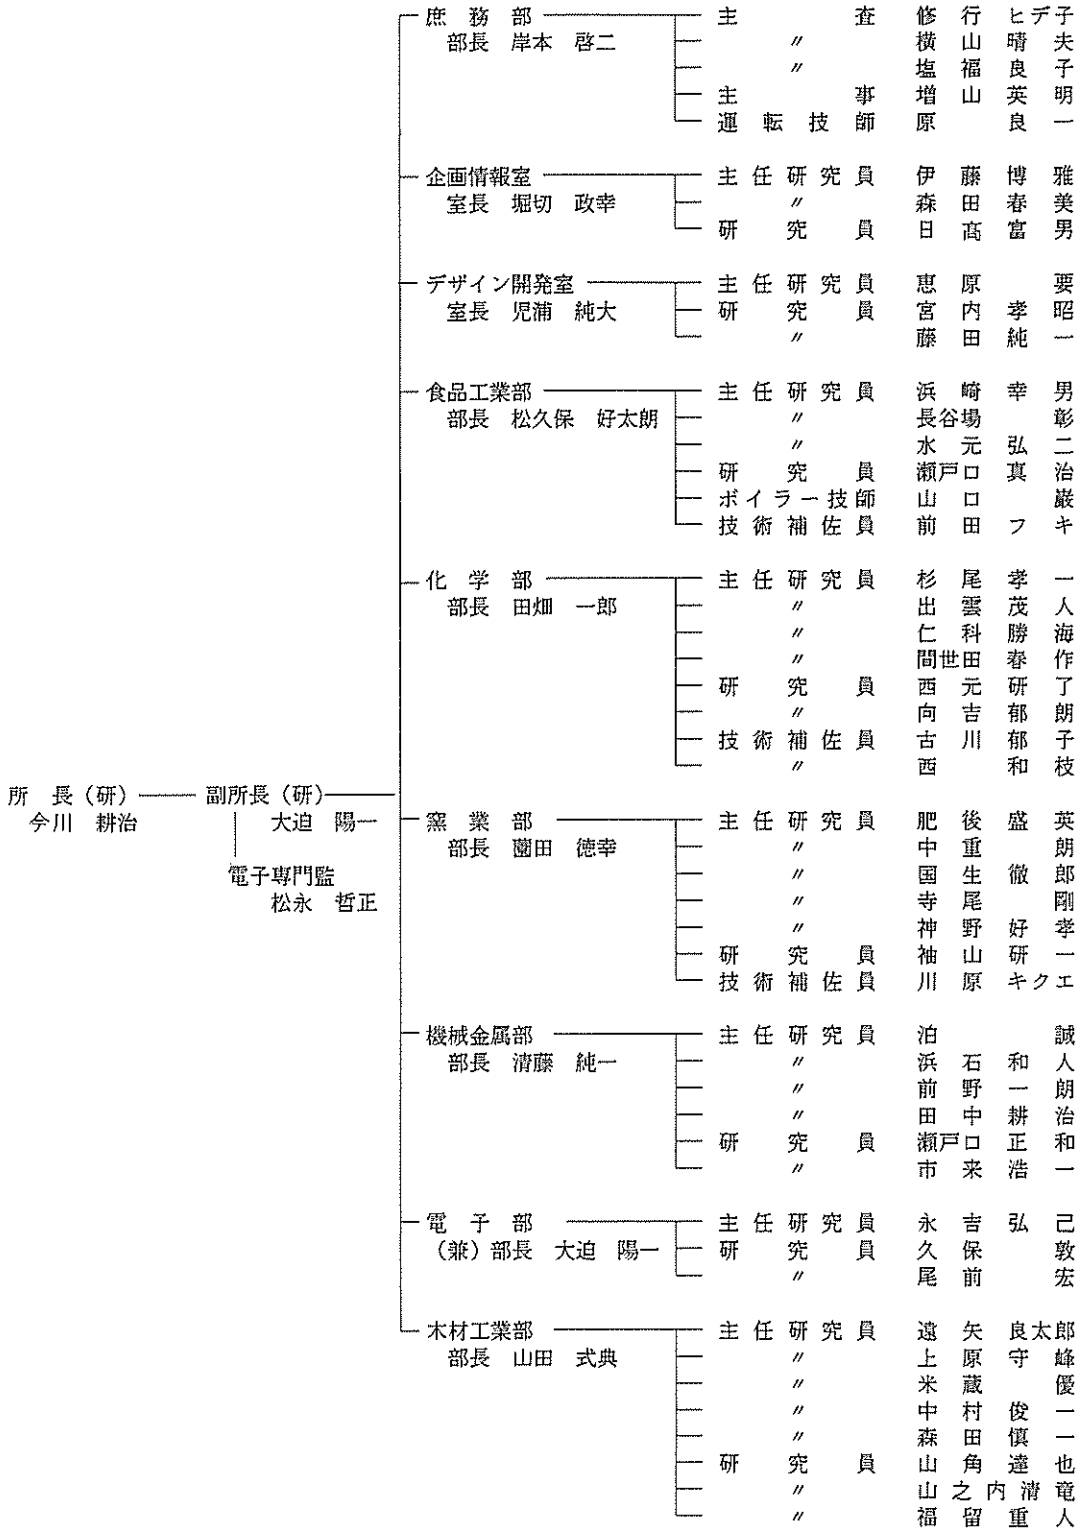 庶務部 主査 修行ヒデ子
部長 岸本 啓二 〃 横山晴夫
〃 塩福良子
主事 増山英明
運転技師 原良一
企画情報室 主任研究員 伊藤博雅
室長 堀切 政幸 〃 森田春美
研究員 日髙富男
デザイン開発室 主任研究員 恵原要
室長 児浦 純大 研究員 宮内孝昭
〃 藤田純一
食品工業部 主任研究員 浜崎幸男
部長 松久保 好太朗 〃 長谷場彰
〃 水元弘二
研究員 瀬戸口真治
ボイラー技師 山口巌
技術補佐員 前田フキ
化学部 主任研究員 杉尾孝一
部長 田畑 一郎 〃 出雲茂人
〃 仁科勝海
〃 間世田春作
研究員 西元研了
〃 向吉郁朗
技術補佐員 古川郁子
〃 西和枝
所長(研) 副所長(研)
今川 耕治 大迫 陽一
電子専門監
松永 哲正
窯業部 主任研究員 肥後盛英
部長 薗田 徳幸 〃 中重朗
〃 国生徹郎
〃 寺尾剛
〃 神野好孝
研究員 袖山研一
技術補佐員 川原キクエ
機械金属部 主任研究員 泊誠
部長 清藤 純一 〃 浜石和人
〃 前野一朗
〃 田中耕治
研究員 瀬戸口正和
〃 市来浩一
電子部 主任研究員 永吉弘己
(兼)部長 大迫 陽一 研究員 久保敦
〃 尾前宏
木材工業部 主任研究員 遠矢良太郎
部長 山田 式典 〃 上原守峰
〃 米蔵優
〃 中村俊一
〃 森田慎一
研究員 山角達也
〃 山之内清竜
〃 福留重人